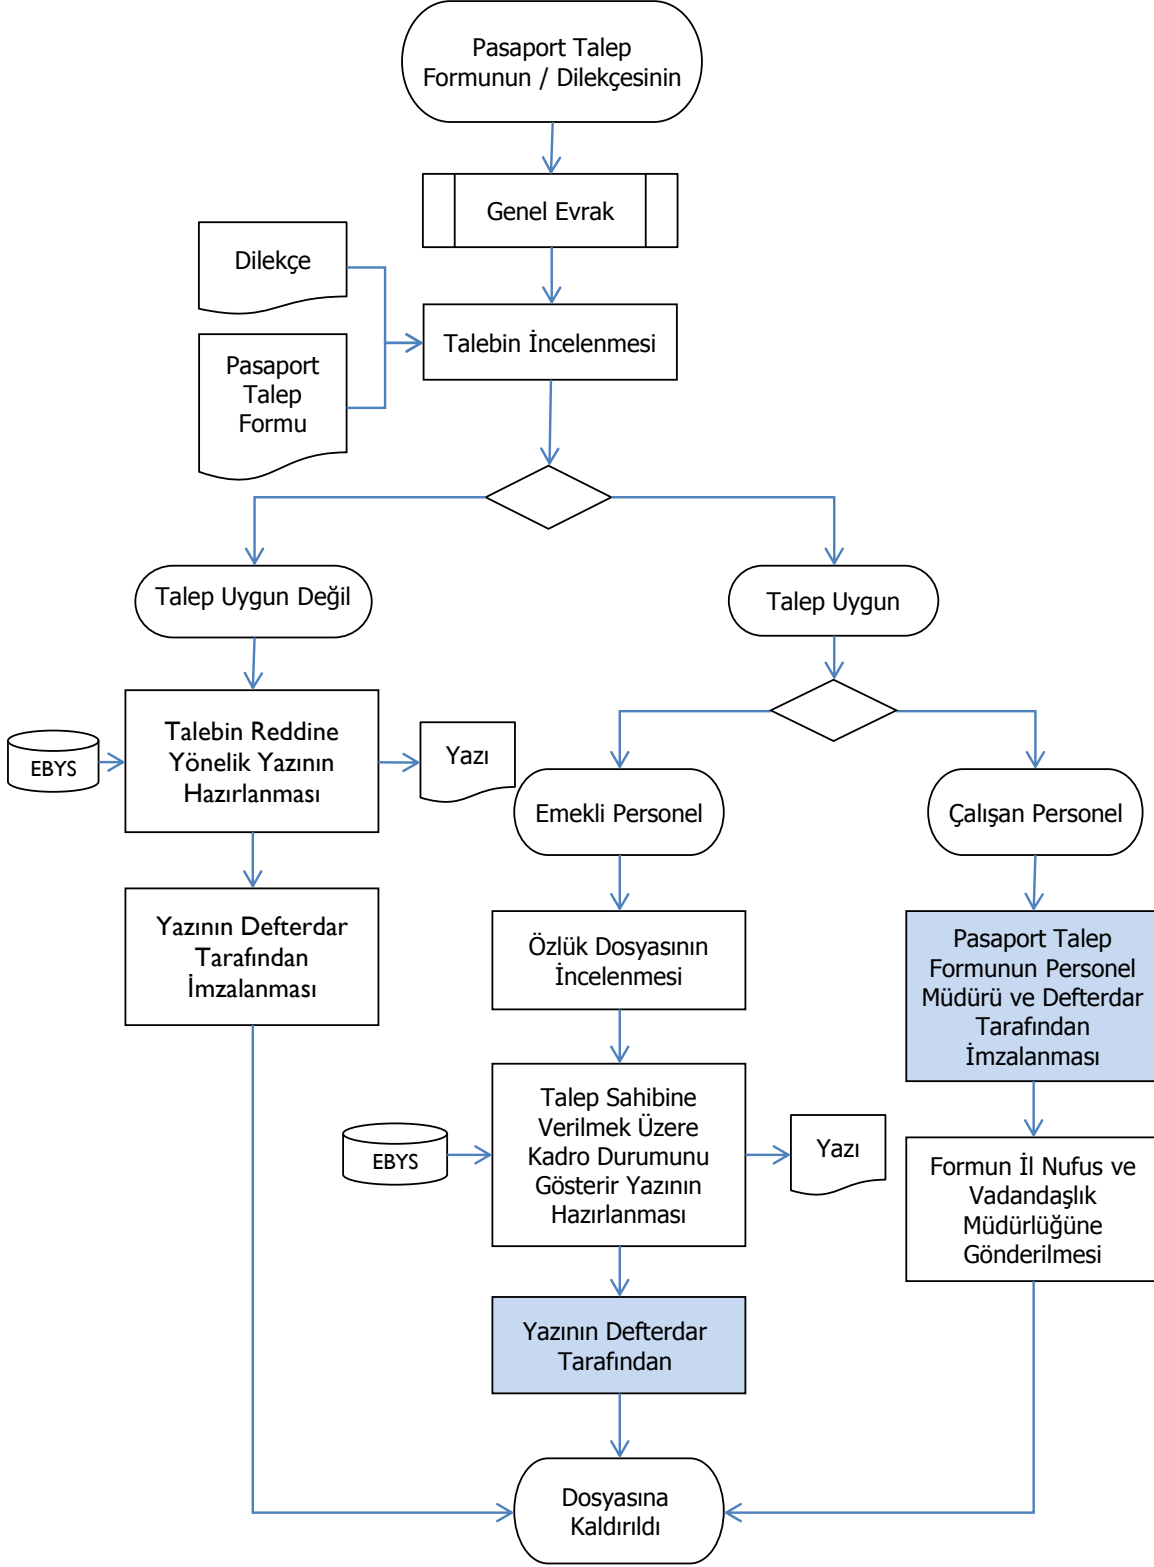 Pasaport Talep
Formunun / Dilekçesinin
Genel Evrak
Dilekçe
Talebin İncelenmesi
Pasaport
Talep
Formu
Talep Uygun Değil
Talep Uygun
Talebin Reddine
Yönelik Yazının
Hazırlanması
EBYS
Yazı
Emekli Personel
Çalışan Personel
Yazının Defterdar
Tarafından
İmzalanması
Özlük Dosyasının
İncelenmesi
Pasaport Talep
Formunun Personel
Müdürü ve Defterdar
Tarafından
İmzalanması
Talep Sahibine
Verilmek Üzere
Kadro Durumunu
Gösterir Yazının
Hazırlanması
EBYS
Yazı
Formun İl Nufus ve
Vadandaşlık
Müdürlüğüne
Gönderilmesi
Yazının Defterdar
Tarafından
Dosyasına
Kaldırıldı